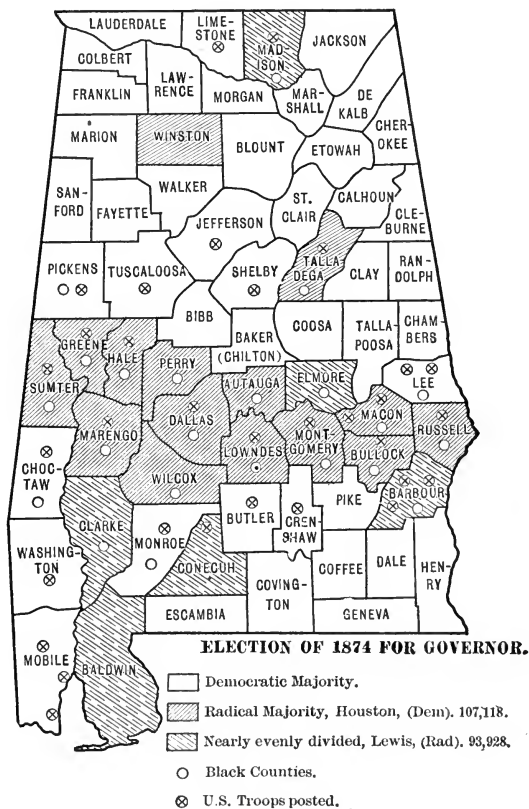 LAUDERDALE
LIME-
STONE
MAD-
ISON
JACKSON
COLBERT
LAW-
RENCE
FRANKLIN
MORGAN
MAR-
SHALL
DE
KALB
MARION
WINSTON
BLOUNT
ETOWAH
CHER-
OKEE
SAN-
FORD
FAYETTE
WALKER
JEFFERSON
ST.
CLAIR
CALHOUN
CLE-
BURNE
PICKENS
TUSCALOOSA
SHELBY
TALLA-
DEGA
CLAY
RAN-
DOLPH
BIBB
GREENE
HALE
SUMTER
PERRY
BAKER
(CHILTON)
COOSA
TALLA-
POOSA
CHAM-
BERS
AUTAUGA
ELMORE
LEE
MARENGO
DALLAS
LOWNDES
MONT-
GOMERY
MACON
BULLOCK
RUSSELL
CHOC-
TAW
WILCOX
BUTLER
CREN-
SHAW
PIKE
BARBOUR
CLARKE
MONROE
CONECUH
WASHING-
TON
COVING-
TON
COFFEE
DALE
HEN-
RY
ESCAMBIA
GENEVA
MOBILE
BALDWIN
ELECTION OF 1874 FOR GOVERNOR.
Democratic Majority.
Radical Majority, Houston, (Dem). 107,118.
Nearly evenly divided, Lewis, (Rad). 93,928.
Black Counties.
U.S. Troops posted.